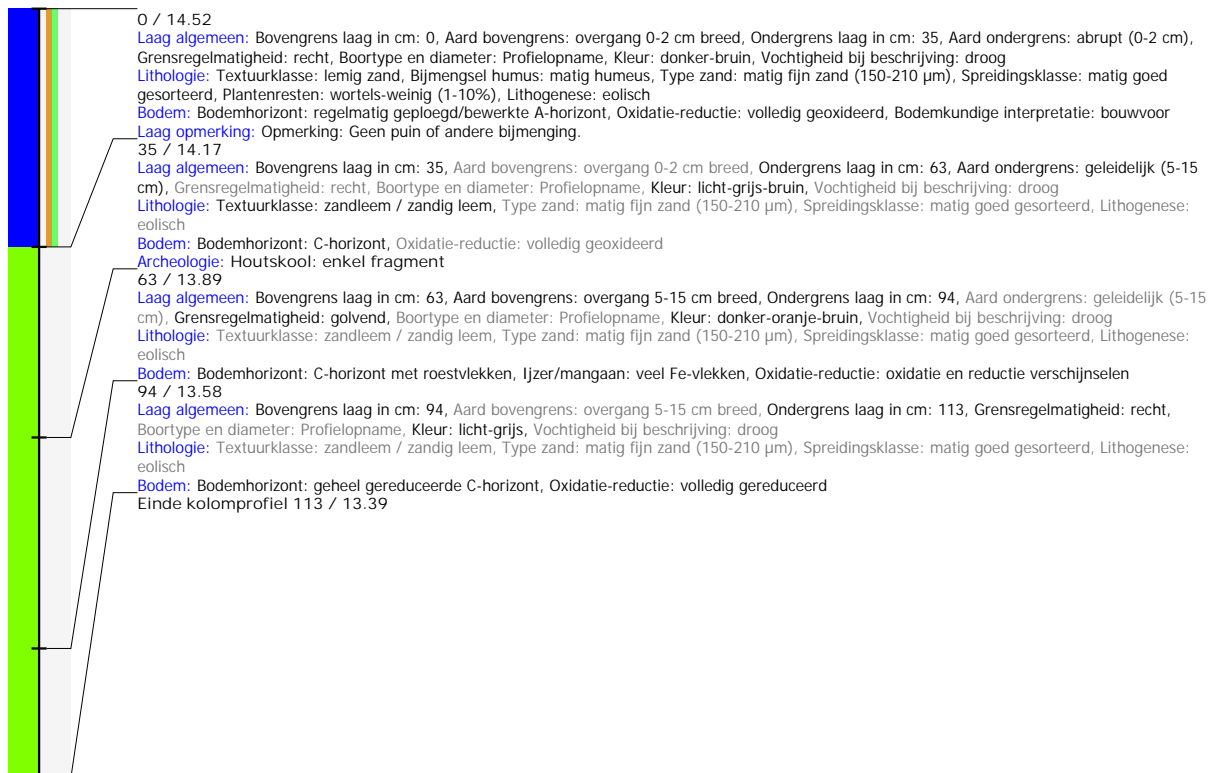 0 / 14.52
Laag algemeen: Bovengrens laag in cm: 0, Aard bovengrens: overgang 0-2 cm breed, Ondergrens laag in cm: 35, Aard ondergrens: abrupt (0-2 cm),
Grensregelmatigheid: recht, Boortype en diameter: Profielopname, Kleur: donker-bruin, Vochtigheid bij beschrijving: droog
Lithologie: Textuurklasse: lemig zand, Bijmengsel humus: matig humeus, Type zand: matig fijn zand (150-210 µm), Spreidingsklasse: matig goed
gesorteerd, Plantenresten: wortels-weinig (1-10%), Lithogenese: eolisch
Bodem: Bodemhorizont: regelmatig geploegd/bewerkte A-horizont, Oxidatie-reductie: volledig geoxideerd, Bodemkundige interpretatie: bouwvoor
Laag opmerking: Opmerking: Geen puin of andere bijmenging.
35 / 14.17
Laag algemeen: Bovengrens laag in cm: 35, Aard bovengrens: overgang 0-2 cm breed, Ondergrens laag in cm: 63, Aard ondergrens: geleidelijk (5-15
cm), Grensregelmatigheid: recht, Boortype en diameter: Profielopname, Kleur: licht-grijs-bruin, Vochtigheid bij beschrijving: droog
Lithologie: Textuurklasse: zandleem / zandig leem, Type zand: matig fijn zand (150-210 µm), Spreidingsklasse: matig goed gesorteerd, Lithogenese:
eolisch
Bodem: Bodemhorizont: C-horizont, Oxidatie-reductie: volledig geoxideerd
Archeologie: Houtskool: enkel fragment
63 / 13.89
Laag algemeen: Bovengrens laag in cm: 63, Aard bovengrens: overgang 5-15 cm breed, Ondergrens laag in cm: 94, Aard ondergrens: geleidelijk (5-15
cm), Grensregelmatigheid: golvend, Boortype en diameter: Profielopname, Kleur: donker-oranje-bruin, Vochtigheid bij beschrijving: droog
Lithologie: Textuurklasse: zandleem / zandig leem, Type zand: matig fijn zand (150-210 µm), Spreidingsklasse: matig goed gesorteerd, Lithogenese:
eolisch
Bodem: Bodemhorizont: C-horizont met roestvlekken, Ijzer/mangaan: veel Fe-vlekken, Oxidatie-reductie: oxidatie en reductie verschijnselen
94 / 13.58
Laag algemeen: Bovengrens laag in cm: 94, Aard bovengrens: overgang 5-15 cm breed, Ondergrens laag in cm: 113, Grensregelmatigheid: recht,
Boortype en diameter: Profielopname, Kleur: licht-grijs, Vochtigheid bij beschrijving: droog
Lithologie: Textuurklasse: zandleem / zandig leem, Type zand: matig fijn zand (150-210 µm), Spreidingsklasse: matig goed gesorteerd, Lithogenese:
eolisch
Bodem: Bodemhorizont: geheel gereduceerde C-horizont, Oxidatie-reductie: volledig gereduceerd
Einde kolomprofiel 113 / 13.39